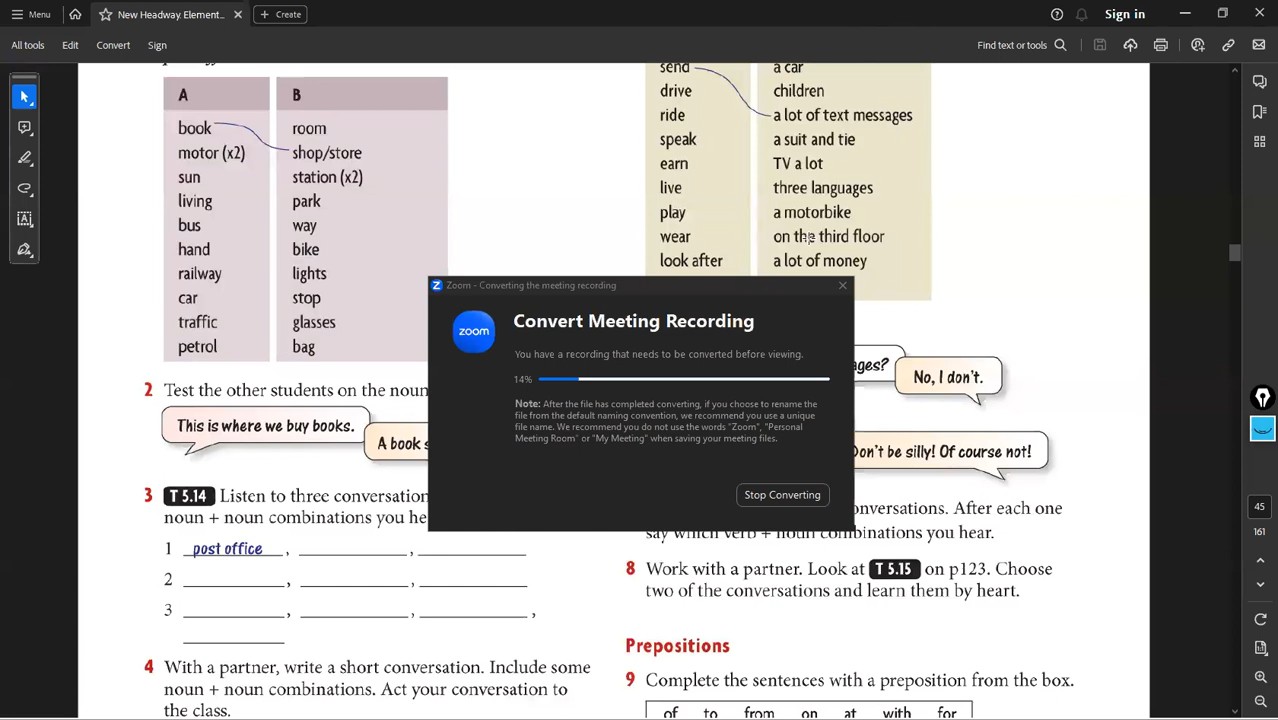 Menu
New Headway. Element...
Create
Sign in
All tools
Edit
Convert
Sign
Find text or tools
A
B
book
room
motor (x2)
shop/store
sun
station (x2)
living
park
bus
way
hand
bike
railway
lights
car
stop
traffic
glasses
petrol
bag
2 Test the other students on the noun
This is where we buy books.
A book s
3 T 5.14 Listen to three conversation
noun + noun combinations you he
1 post office , ,
2 , ,
3 , , ,
4 With a partner, write a short conversation. Include some
noun + noun combinations. Act your conversation to
the class.
send
a car
drive
children
ride
a lot of text messages
speak
a suit and tie
earn
TV a lot
live
three languages
play
a motorbike
wear
on the third floor
look after
a lot of money
Zoom - Converting the meeting recording
zoom
Convert Meeting Recording
You have a recording that needs to be converted before viewing.
14%
Note: After the file has completed converting, if you choose to rename the
file from the default naming convention, we recommend you use a unique
file name. We recommend you do not use the words "Zoom", "Personal
Meeting Room" or "My Meeting" when saving your meeting files.
Stop Converting
ages?
No, I don't.
Don't be silly! Of course not!
onversations. After each one
say which verb + noun combinations you hear.
8 Work with a partner. Look at T 5.15 on p123. Choose
two of the conversations and learn them by heart.
Prepositions
9 Complete the sentences with a preposition from the box.
of to from on at with for
45
161